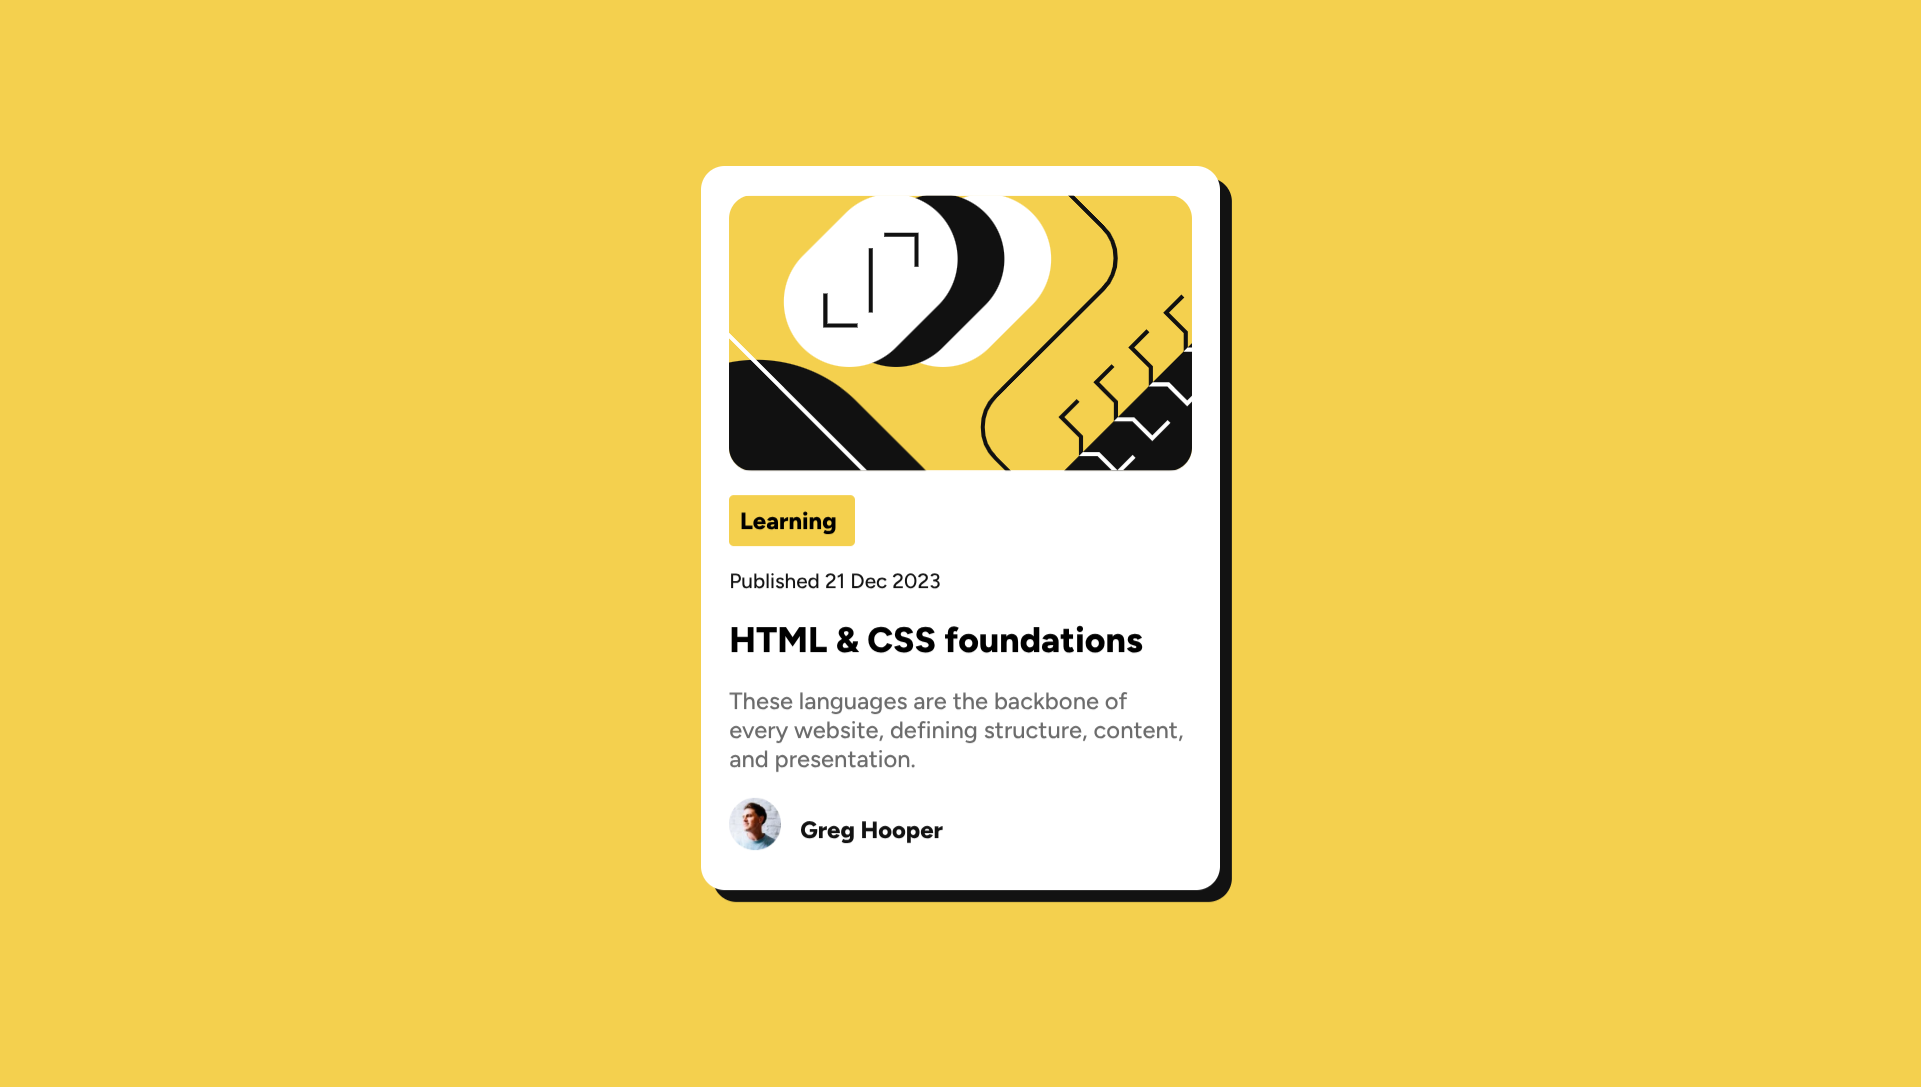 Learning
Published 21 Dec 2023
HTML & CSS foundations
These languages are the backbone of
every website, defining structure, content,
and presentation.
Greg Hooper